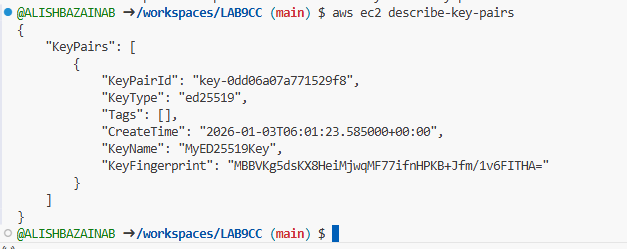 @ALISHBAZAINAB ➜/workspaces/LAB9CC (main) $ aws ec2 describe-key-pairs
{
    "KeyPairs": [
        {
            "KeyPairId": "key-0dd06a07a771529f8",
            "KeyType": "ed25519",
            "Tags": [],
            "CreateTime": "2026-01-03T06:01:23.585000+00:00",
            "KeyName": "MyED25519Key",
            "KeyFingerprint": "MBBVKg5dsKX8HeiMjwqMF77ifnHPKB+Jfm/1v6FITHA="
        }
    ]
}
@ALISHBAZAINAB ➜/workspaces/LAB9CC (main) $